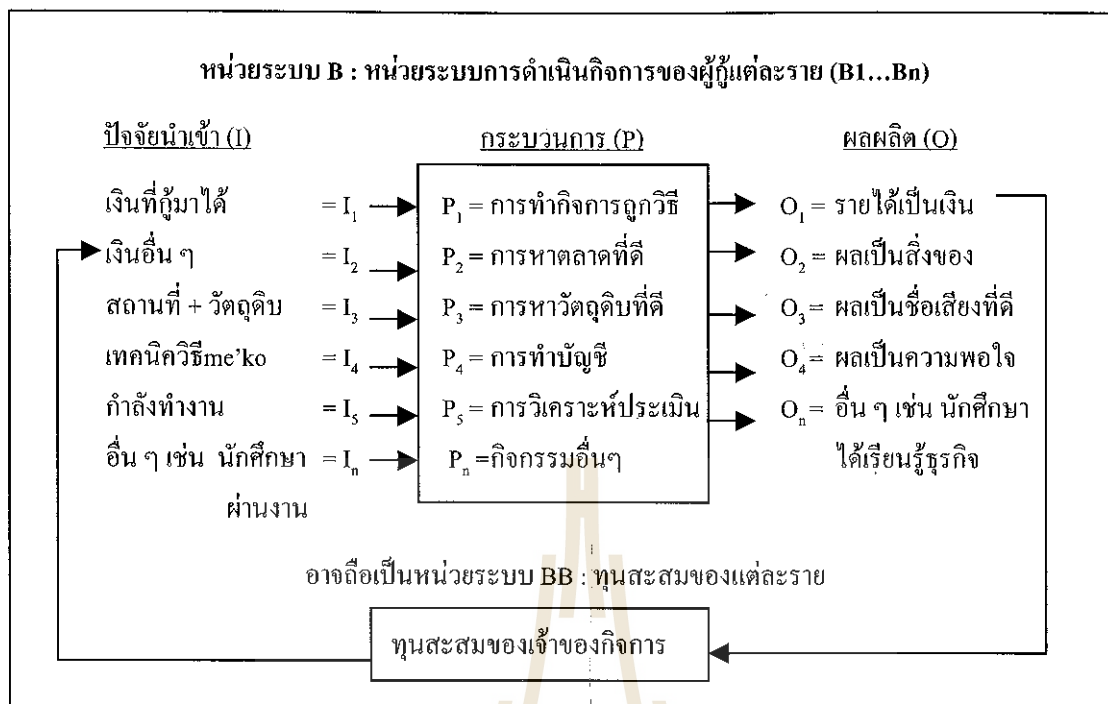 หน่วยระบบ B : หน่วยระบบการดำเนินกิจการของผู้กู้แต่ละราย (B1...Bn)
ปัจจัยนำเข้า (I) กระบวนการ (P) ผลผลิต (O)
เงินที่กู้มาได้ = I₁ P₁ = การทำกิจการถูกวิธี O₁ = รายได้เป็นเงิน
เงินอื่น ๆ = I₂ P₂ = การหาตลาดที่ดี O₂ = ผลเป็นสิ่งของ
สถานที่ + วัตถุดิบ = I₃ P₃ = การหาวัตถุดิบที่ดี O₃ = ผลเป็นชื่อเสียงที่ดี
เทคนิควิธีme’ko = I₄ P₄ = การทำบัญชี O₄ = ผลเป็นความพอใจ
กำลังทำงาน = I₅ P₅ = การวิเคราะห์ประเมิน Oₙ = อื่น ๆ เช่น นักศึกษา
อื่น ๆ เช่น นักศึกษา = Iₙ Pₙ =กิจกรรมอื่นๆ ได้เรียนรู้ธุรกิจ
ผ่านงาน
อาจถือเป็นหน่วยระบบ BB : ทุนสะสมของแต่ละราย
ทุนสะสมของเจ้าของกิจการ